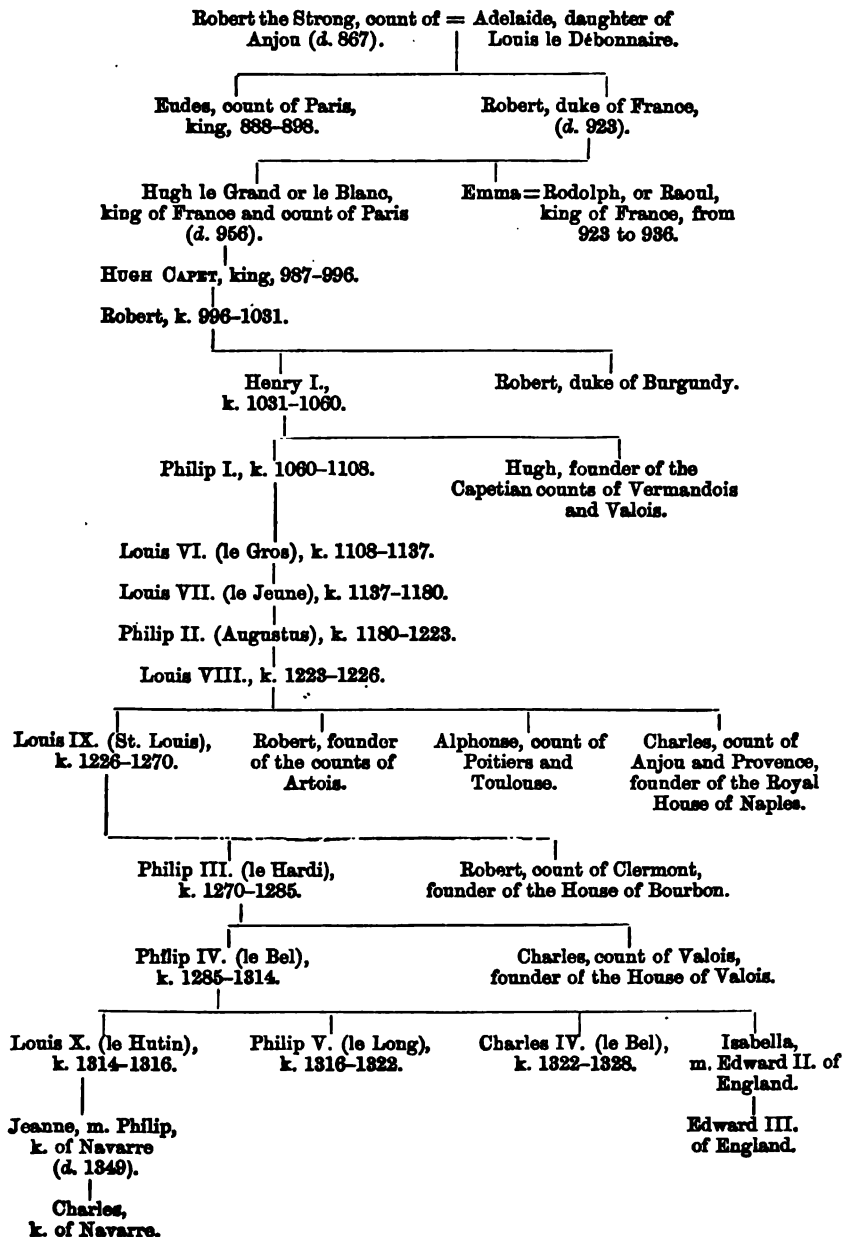 Robert the Strong, count of = Adelaide, daughter of
Anjou (d. 867). Louis le Débonnaire.
Eudes, count of Paris,
king, 888–898.
Robert, duke of France,
(d. 923).
Hugh le Grand or le Blanc,
king of France and count of Paris
(d. 956).
Emma = Rodolph, or Raoul,
king of France, from
923 to 936.
HUGH CAPET, king, 987–996.
Robert, k. 996–1031.
Henry I.,
k. 1031–1060.
Robert, duke of Burgundy.
Philip I., k. 1060–1108.
Hugh, founder of the
Capetian counts of Vermandois
and Valois.
Louis VI. (le Gros), k. 1108–1137.
Louis VII. (le Jeune), k. 1137–1180.
Philip II. (Augustus), k. 1180–1223.
Louis VIII., k. 1223–1226.
Louis IX. (St. Louis),
k. 1226–1270.
Robert, founder
of the counts of
Artois.
Alphonse, count of
Poitiers and
Toulouse.
Charles, count of
Anjou and Provence,
founder of the Royal
House of Naples.
Philip III. (le Hardi),
k. 1270–1285.
Robert, count of Clermont,
founder of the House of Bourbon.
Philip IV. (le Bel),
k. 1285–1314.
Charles, count of Valois,
founder of the House of Valois.
Louis X. (le Hutin),
k. 1314–1316.
Philip V. (le Long),
k. 1316–1322.
Charles IV. (le Bel),
k. 1322–1328.
Isabella,
m. Edward II. of
England.
Jeanne, m. Philip,
k. of Navarre
(d. 1349).
Edward III.
of England.
Charles,
k. of Navarre.